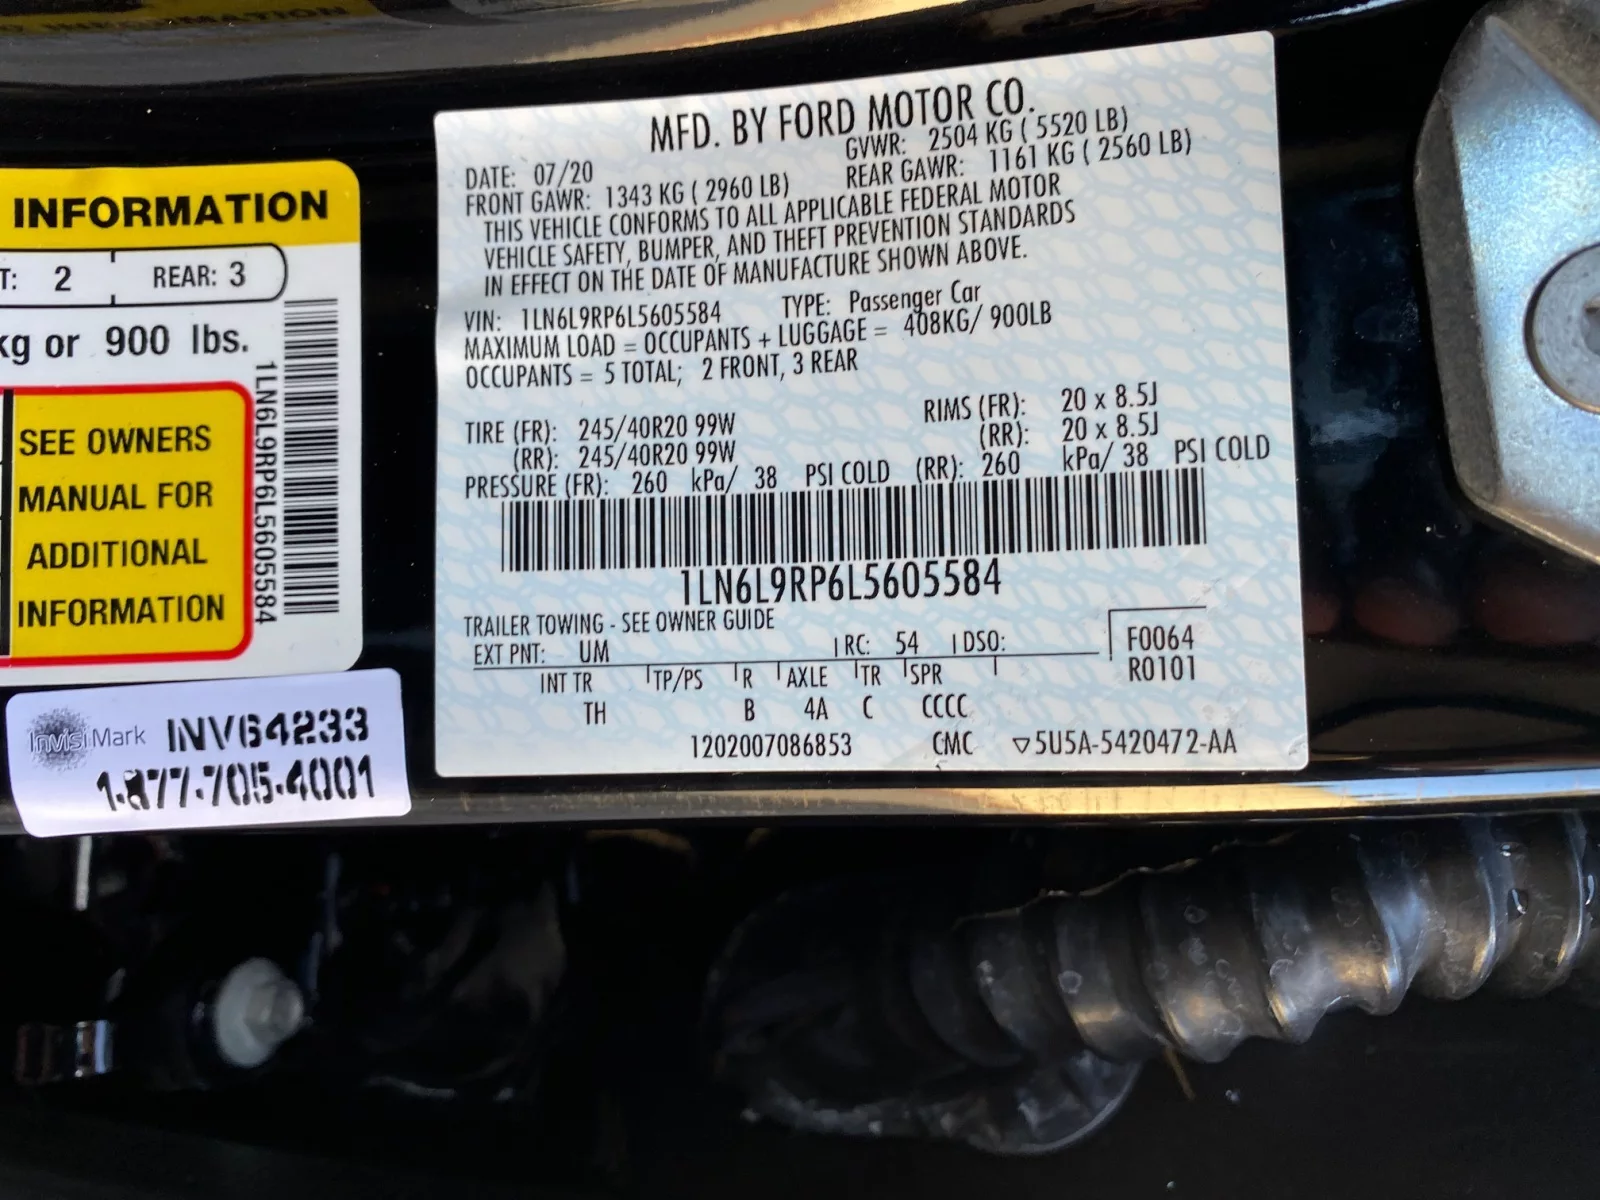 INFORMATION
T: 2 REAR: 3
kg or 900 lbs.
SEE OWNERS
MANUAL FOR
ADDITIONAL
INFORMATION
1LN6L9RP6L5605584
InvisiMark INV64233
1-877-705-4001
MFD. BY FORD MOTOR CO.
DATE: 07/20 GVWR: 2504 KG ( 5520 LB)
FRONT GAWR: 1343 KG ( 2960 LB) REAR GAWR: 1161 KG ( 2560 LB)
THIS VEHICLE CONFORMS TO ALL APPLICABLE FEDERAL MOTOR
VEHICLE SAFETY, BUMPER, AND THEFT PREVENTION STANDARDS
IN EFFECT ON THE DATE OF MANUFACTURE SHOWN ABOVE.
VIN: 1LN6L9RP6L5605584 TYPE: Passenger Car
MAXIMUM LOAD = OCCUPANTS + LUGGAGE = 408KG/ 900LB
OCCUPANTS = 5 TOTAL; 2 FRONT, 3 REAR
TIRE (FR): 245/40R20 99W RIMS (FR): 20 x 8.5J
(RR): 245/40R20 99W (RR): 20 x 8.5J
PRESSURE (FR): 260 kPa/ 38 PSI COLD (RR): 260 kPa/ 38 PSI COLD
1LN6L9RP6L5605584
TRAILER TOWING - SEE OWNER GUIDE
EXT PNT: UM RC: 54 DSO: F0064
INT TR TP/PS R AXLE TR SPR R0101
TH B 4A C CCCC
1202007086853 CMC ▽5U5A-5420472-AA